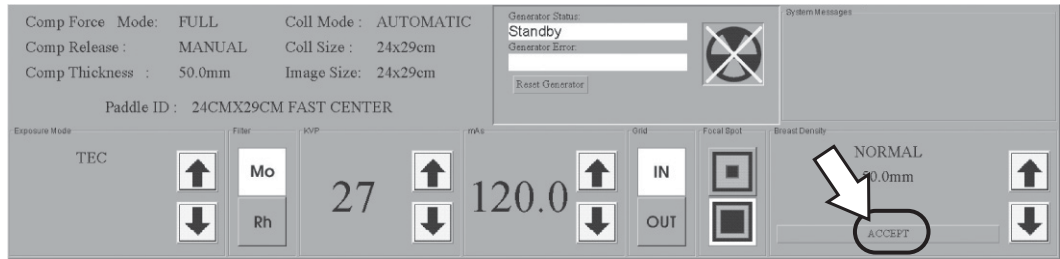 Comp Force Mode: FULL Coll Mode : AUTOMATIC
Comp Release : MANUAL Coll Size : 24x29cm
Comp Thickness : 50.0mm Image Size: 24x29cm
Paddle ID : 24CMX29CM FAST CENTER
Generator Status:
Standby
Generator Error:
Reset Generator
System Messages
Exposure Mode
TEC
Filter
Mo
Rh
KVP
27
mAs
120.0
Grid
IN
OUT
Focal Spot
Breast Density
NORMAL
ACCEPT